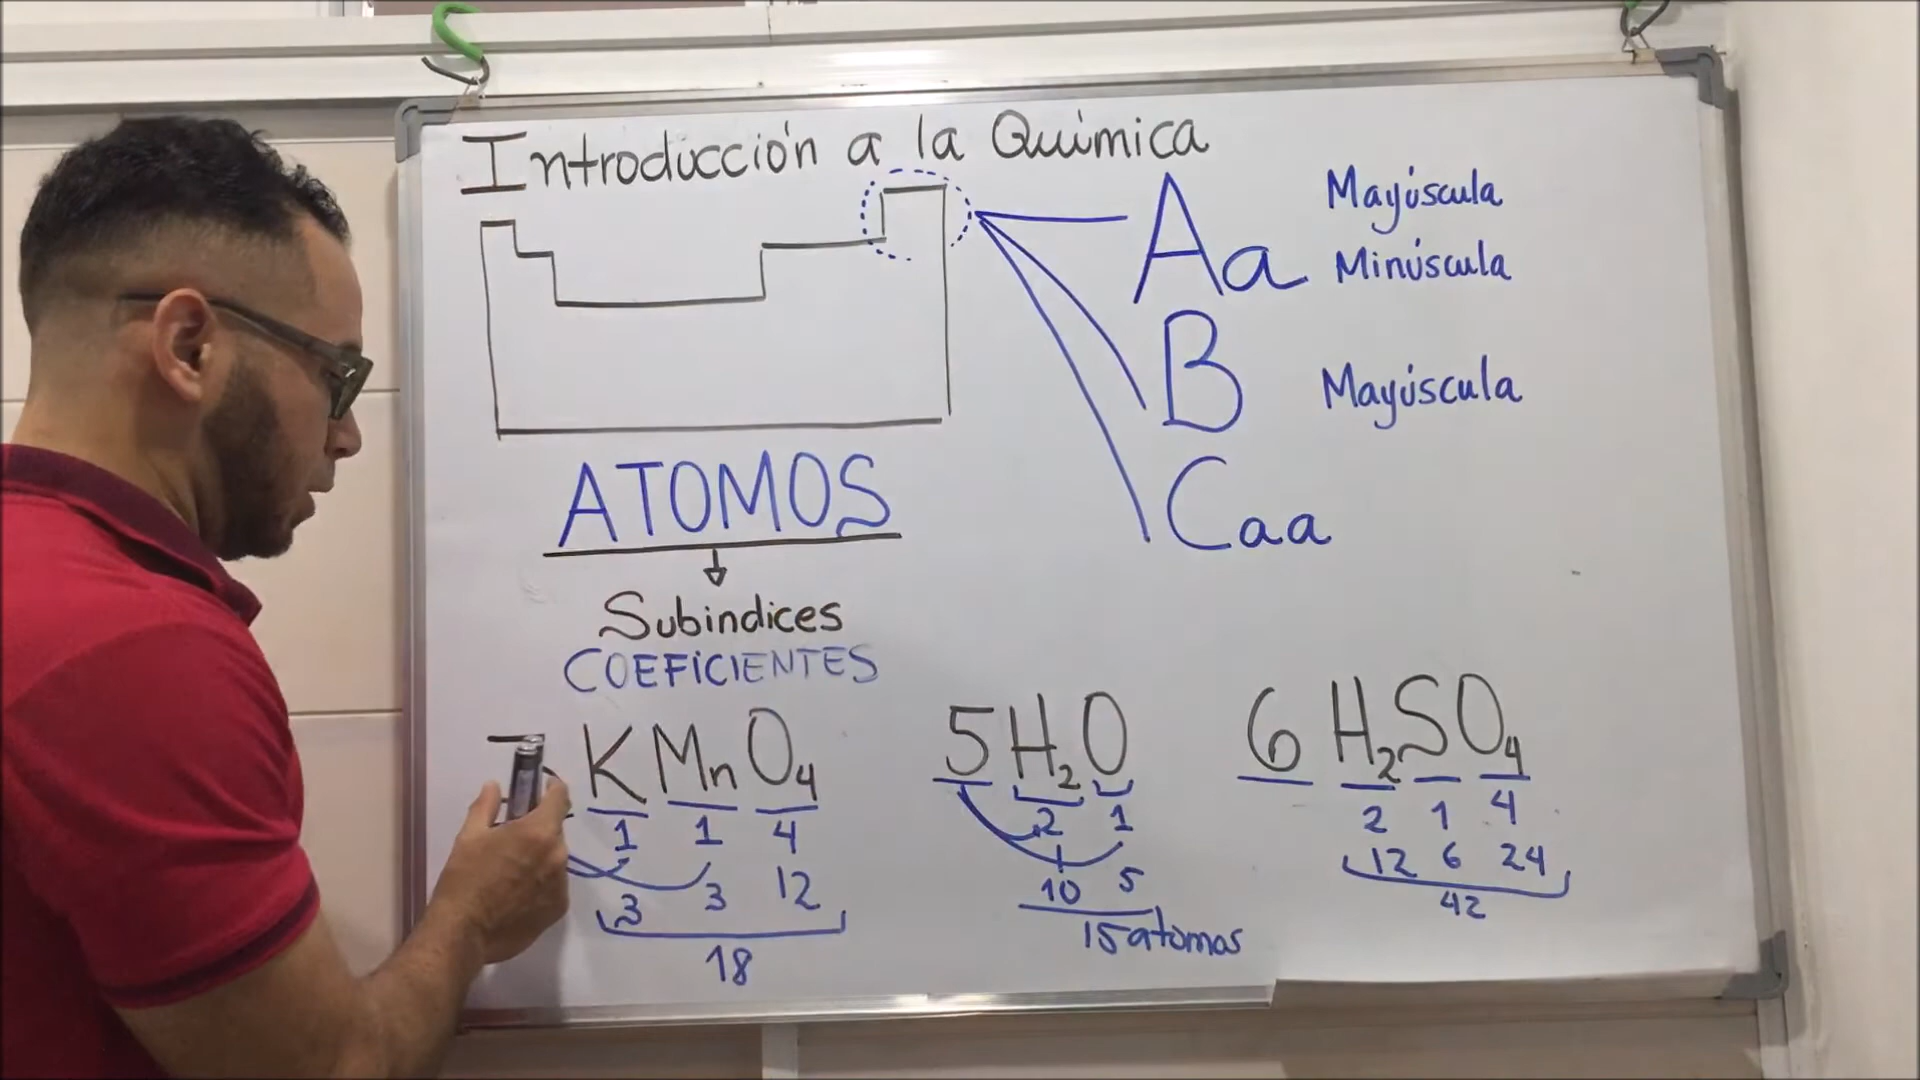 Introducción a la Química
Aa Mayúscula
Minúscula
B Mayúscula
Caa
ATOMOS
Subindices
COEFICIENTES
KMnO4
1 1 4
3 3 12
18
5H2O
2 1
10 5
15 atomos
6 H2SO4
2 1 4
12 6 24
42